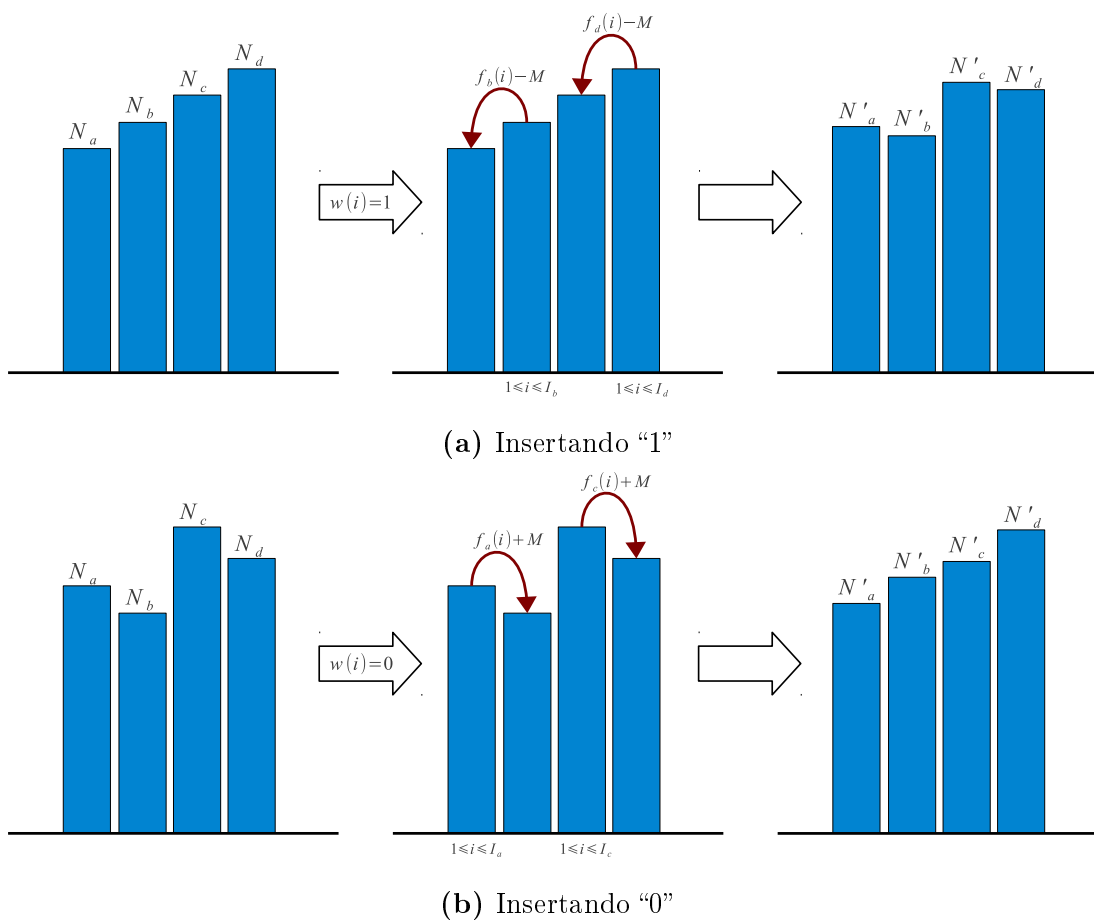 N_a N_b N_c N_d
w(i)=1
f_b(i)−M
f_d(i)−M
1≤i≤I_b 1≤i≤I_d
N'_a N'_b N'_c N'_d
(a) Insertando “1”
N_a N_b N_c N_d
w(i)=0
f_a(i)+M
f_c(i)+M
1≤i≤I_a 1≤i≤I_c
N'_a N'_b N'_c N'_d
(b) Insertando “0”